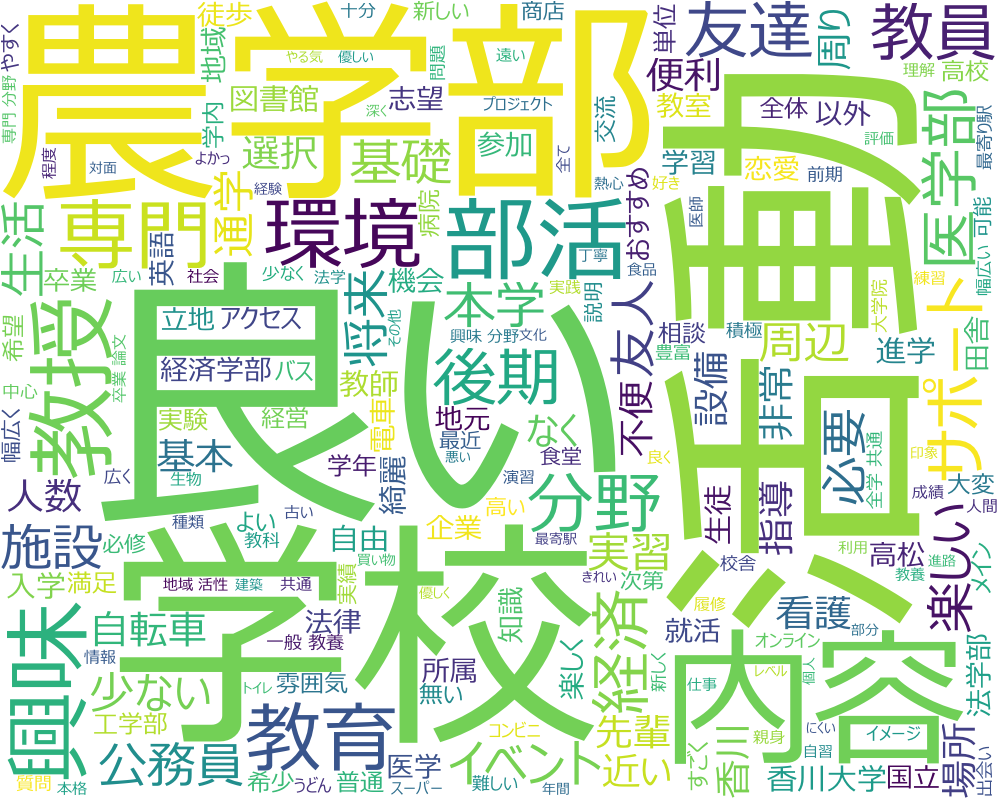 農学部
良い
学校
活動
内容
部活
教員
友達
環境
専門
教授
興味
教育
医学部
サポート
必要
分野
後期
将来
友人
基礎
施設
公務員
イベント
楽しい
経済
実習
不便
便利
本学
通学
生活
指導
設備
非常
周辺
周り
看護
進学
先輩
近い
少ない
自転車
人数
基本
選択
図書館
志望
参加
機会
なく
場所
香川
香川大学
国立
田舎
高松
大変
生徒
以外
全体
教室
単位
学習
恋愛
交流
おすすめ
相談
説明
知識
企業
自由
法律
所属
雰囲気
無い
就活
普通
希少
医学
工学部
入学
満足
必修
よい
学年
綺麗
教師
電車
地元
最近
食堂
経済学部
バス
アクセス
立地
卒業
英語
希望
実験
経営
病院
学内
地域
徒歩
やすく
新しい
商店
十分
やる気
優しい
問題
遠い
プロジェクト
深く
全て
熱心
好き
高校
理解
評価
前期
最寄り駅
可能
幅広い
医師
丁寧
食品
練習
大学院
積極
豊富
興味 分野
文化
実践
法学
少なく
その他
社会
広い
経験
対面
程度
よかっ
専門 分野
中心
卒業 論文
幅広く
広く
生物
種類
教科
古い
演習
悪い
高い
最寄駅
買い物
きれい
次第
優しく
実績
共通
建築
地域 活性
一般 教養
情報
トイレ
質問
本格
うどん
スーパー
コンビニ
難しい
年間
楽しく
新しく
仕事
レベル
個人
親身
自習
にくい
イメージ
オンライン
部分
履修
校舎
利用
教養
進路
成績
人間
印象
全学 共通
良く
法学部
メイン
出会い
すごく